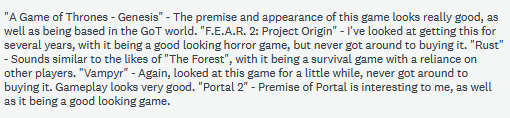 "A Game of Thrones - Genesis" - The premise and appearance of this game looks really good, as
well as being based in the GoT world. "F.E.A.R. 2: Project Origin" - I've looked at getting this for
several years, with it being a good looking horror game, but never got around to buying it. "Rust"
- Sounds similar to the likes of "The Forest", with it being a survival game with a reliance on
other players. "Vampyr" - Again, looked at this game for a little while, never got around to
buying it. Gameplay looks very good. "Portal 2" - Premise of Portal is interesting to me, as well
as it being a good looking game.